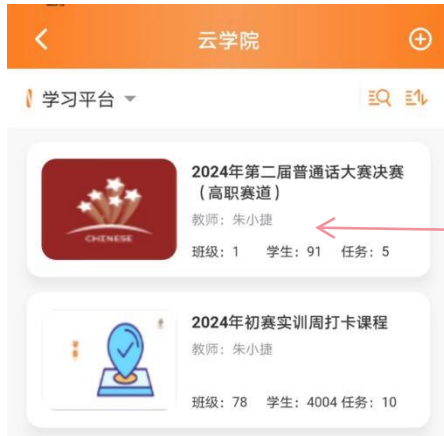 云学院
学习平台
2024年第二届普通话大赛决赛
（高职赛道）
教师：朱小捷
CHINESE
班级：1 学生：91 任务：5
2024年初赛实训周打卡课程
教师：朱小捷
班级：78 学生：4004 任务：10